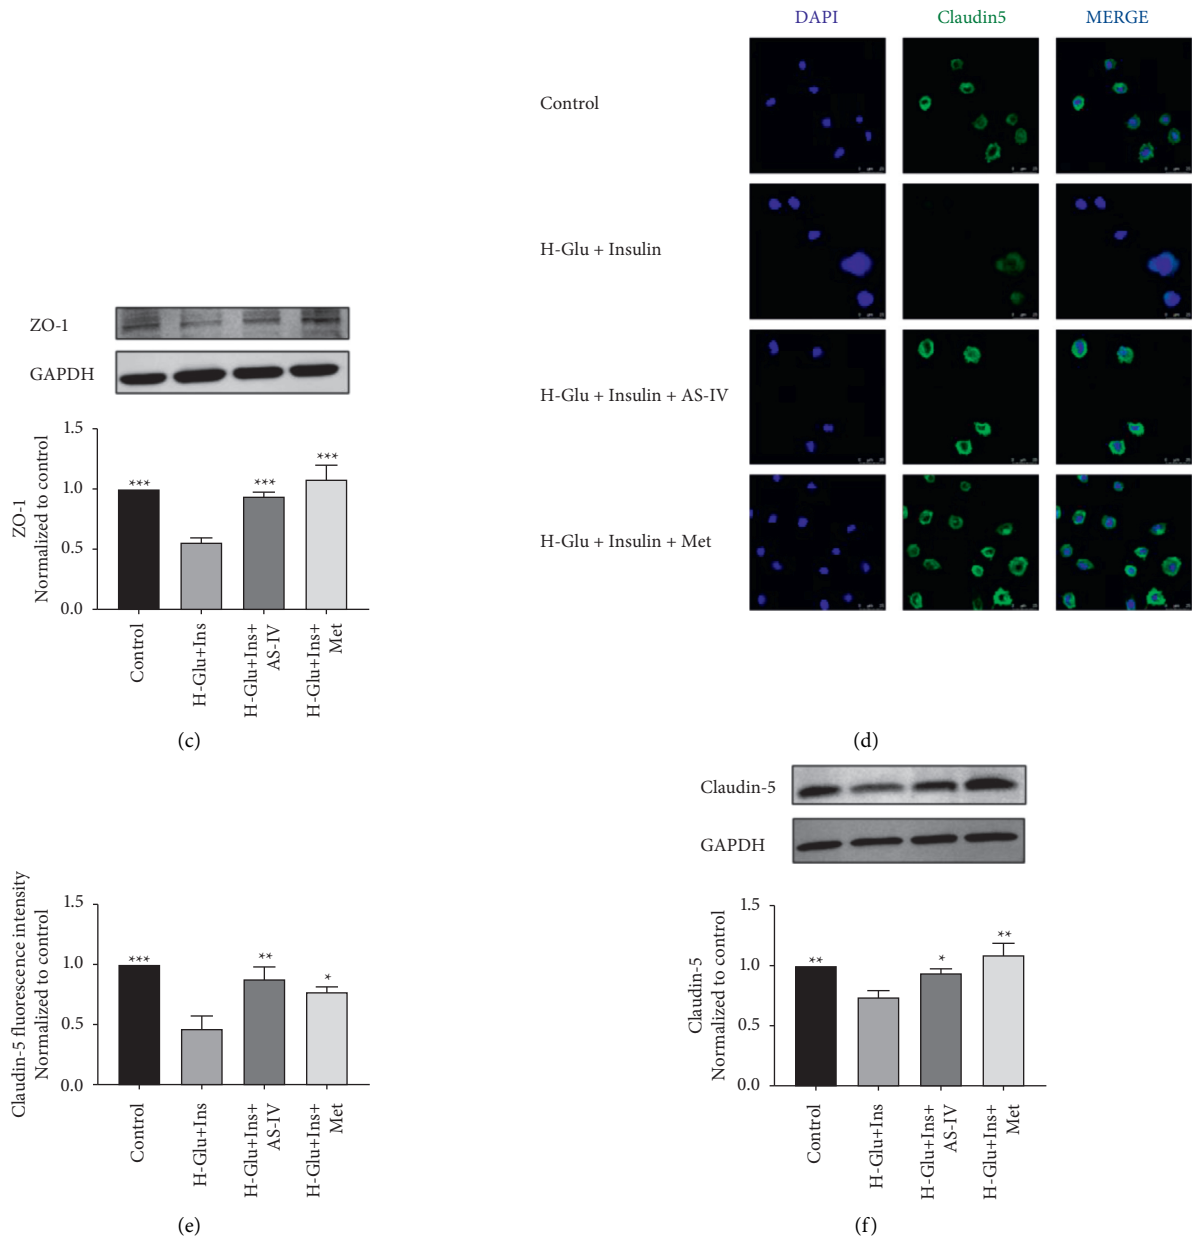 DAPI
Claudin5
MERGE
Control
H-Glu + Insulin
H-Glu + Insulin + AS-IV
H-Glu + Insulin + Met
(d)
ZO-1
GAPDH
1.5
1.0
0.5
0.0
ZO-1
Normalized to control
***
***
***
Control
H-Glu+Ins
H-Glu+Ins+
AS-IV
H-Glu+Ins+
Met
(c)
Claudin-5 fluorescence intensity
Normalized to control
1.5
1.0
0.5
0.0
***
**
*
Control
H-Glu+Ins
H-Glu+Ins+
AS-IV
H-Glu+Ins+
Met
(e)
Claudin-5
GAPDH
Claudin-5
Normalized to control
1.5
1.0
0.5
0.0
**
*
**
Control
H-Glu+Ins
H-Glu+Ins+
AS-IV
H-Glu+Ins+
Met
(f)